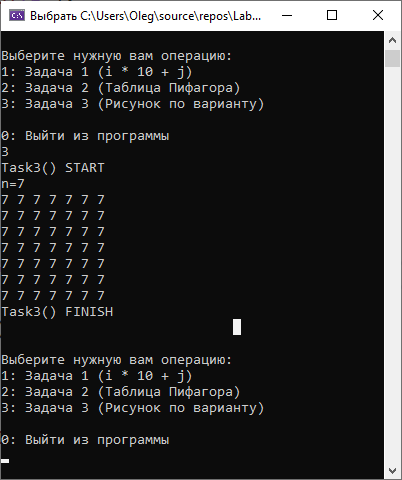 Выбрать C:\Users\Oleg\source\repos\Lab...
Выберите нужную вам операцию:
1: Задача 1 (i * 10 + j)
2: Задача 2 (Таблица Пифагора)
3: Задача 3 (Рисунок по варианту)
0: Выйти из программы
3
Task3() START
n=7
7 7 7 7 7 7 7
7 7 7 7 7 7 7
7 7 7 7 7 7 7
7 7 7 7 7 7 7
7 7 7 7 7 7 7
7 7 7 7 7 7 7
7 7 7 7 7 7 7
Task3() FINISH
Выберите нужную вам операцию:
1: Задача 1 (i * 10 + j)
2: Задача 2 (Таблица Пифагора)
3: Задача 3 (Рисунок по варианту)
0: Выйти из программы